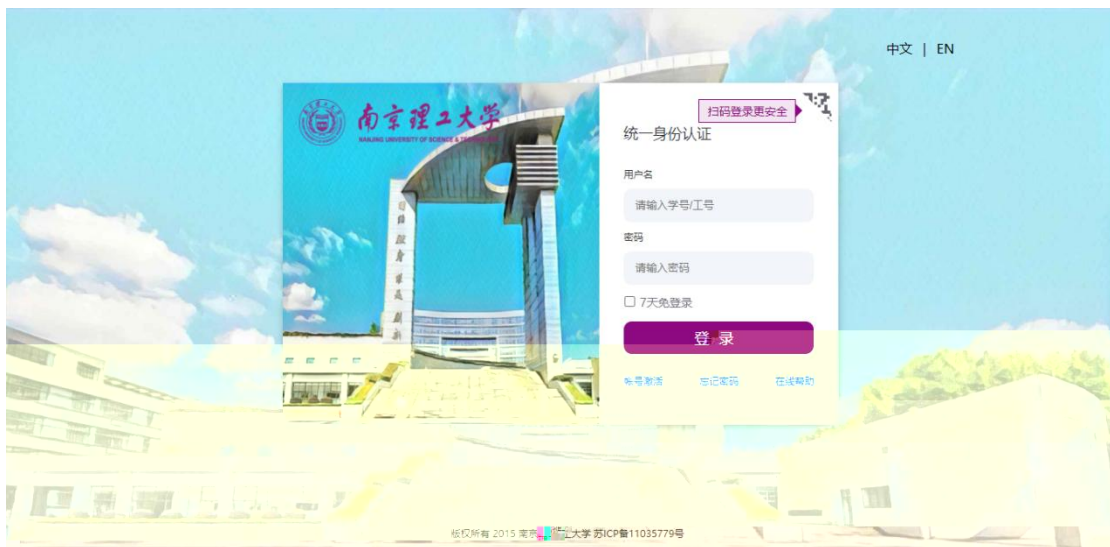 中文 | EN
南京理工大学
NANJING UNIVERSITY OF SCIENCE & TECHNOLOGY
扫码登录更安全
统一身份认证
用户名
请输入学号/工号
密码
请输入密码
7天免登录
登 录
帐号激活 忘记密码 在线帮助
版权所有 2015 南京理工大学 苏ICP备11035779号